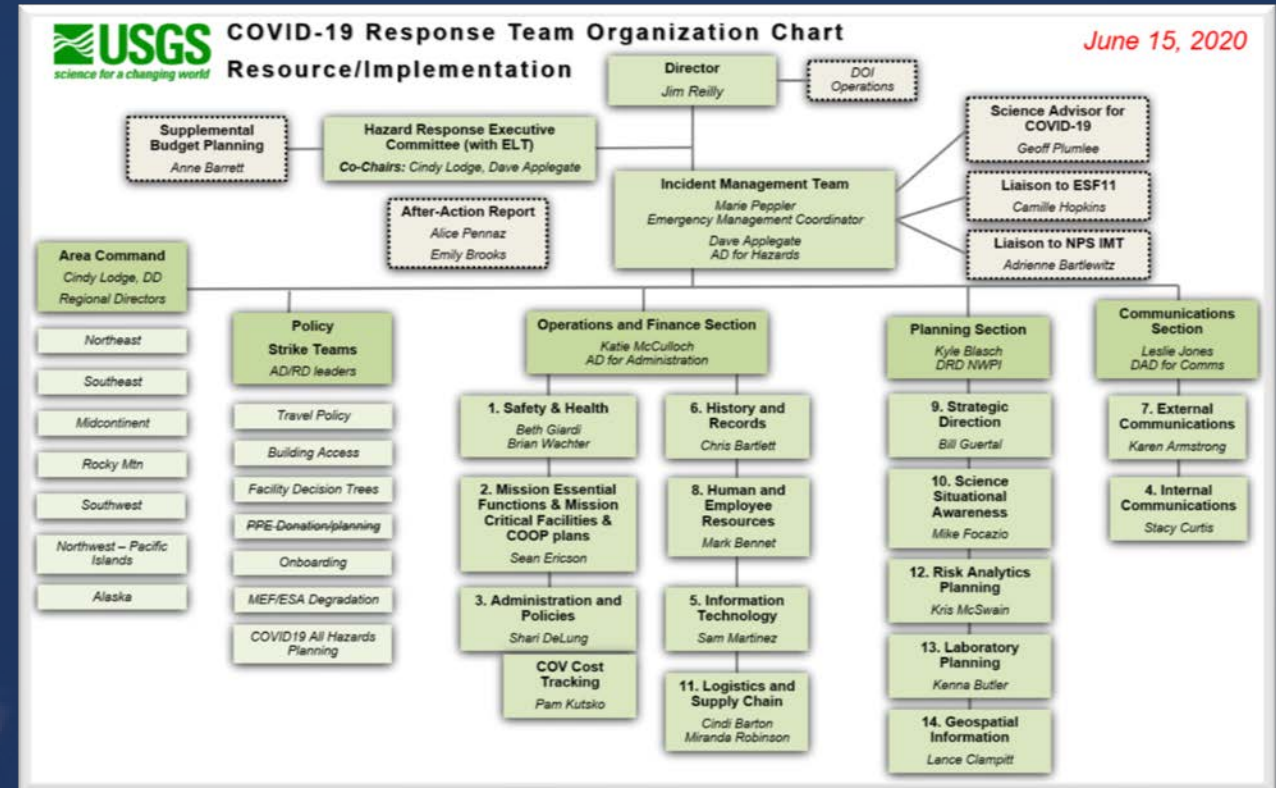 USGS
science for a changing world
COVID-19 Response Team Organization Chart
Resource/Implementation
June 15, 2020
Director
Jim Reilly
DOI
Operations
Supplemental
Budget Planning
Anne Barrett
Hazard Response Executive
Committee (with ELT)
Co-Chairs: Cindy Lodge, Dave Applegate
Science Advisor for
COVID-19
Geoff Plumlee
Incident Management Team
Marie Peppler
Emergency Management Coordinator
Dave Applegate
AD for Hazards
Liaison to ESF11
Camille Hopkins
Liaison to NPS IMT
Adrienne Bartlewitz
After-Action Report
Alice Pennaz
Emily Brooks
Area Command
Cindy Lodge, DD
Regional Directors
Northeast
Southeast
Midcontinent
Rocky Mtn
Southwest
Northwest – Pacific
Islands
Alaska
Policy
Strike Teams
AD/RD leaders
Travel Policy
Building Access
Facility Decision Trees
PPE Donation/planning
Onboarding
MEF/ESA Degradation
COVID19 All Hazards
Planning
Operations and Finance Section
Katie McCulloch
AD for Administration
1. Safety & Health
Beth Giardi
Brian Wachter
2. Mission Essential
Functions & Mission
Critical Facilities &
COOP plans
Sean Ericson
3. Administration and
Policies
Shari DeLung
COV Cost
Tracking
Pam Kutsko
6. History and
Records
Chris Bartlett
8. Human and
Employee
Resources
Mark Bennet
5. Information
Technology
Sam Martinez
11. Logistics and
Supply Chain
Cindi Barton
Miranda Robinson
Planning Section
Kyle Blasch
DRD NWPI
9. Strategic
Direction
Bill Guertal
10. Science
Situational
Awareness
Mike Focazio
12. Risk Analytics
Planning
Kris McSwain
13. Laboratory
Planning
Kenna Butler
14. Geospatial
Information
Lance Clampitt
Communications
Section
Leslie Jones
DAD for Comms
7. External
Communications
Karen Armstrong
4. Internal
Communications
Stacy Curtis